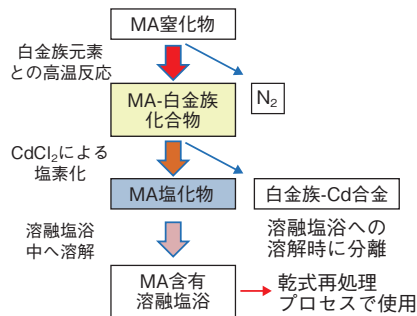 MA窒化物
白金族元素
との高温反応
N₂
MA-白金族
化合物
CdCl₂による
塩素化
MA塩化物
白金族-Cd合金
溶融塩浴
中へ溶解
溶融塩浴への
溶解時に分離
MA含有
溶融塩浴
乾式再処理
プロセスで使用